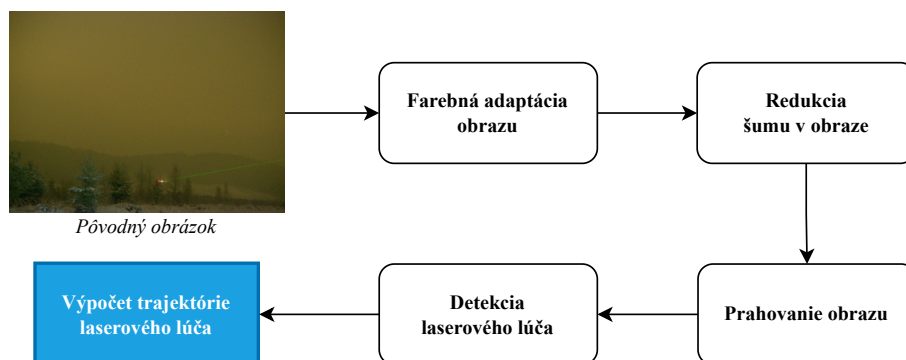 Farebná adaptácia
obrazu
Redukcia
šumu v obraze
Pôvodný obrázok
Prahovanie obrazu
Detekcia
laserového lúča
Výpočet trajektórie
laserového lúča